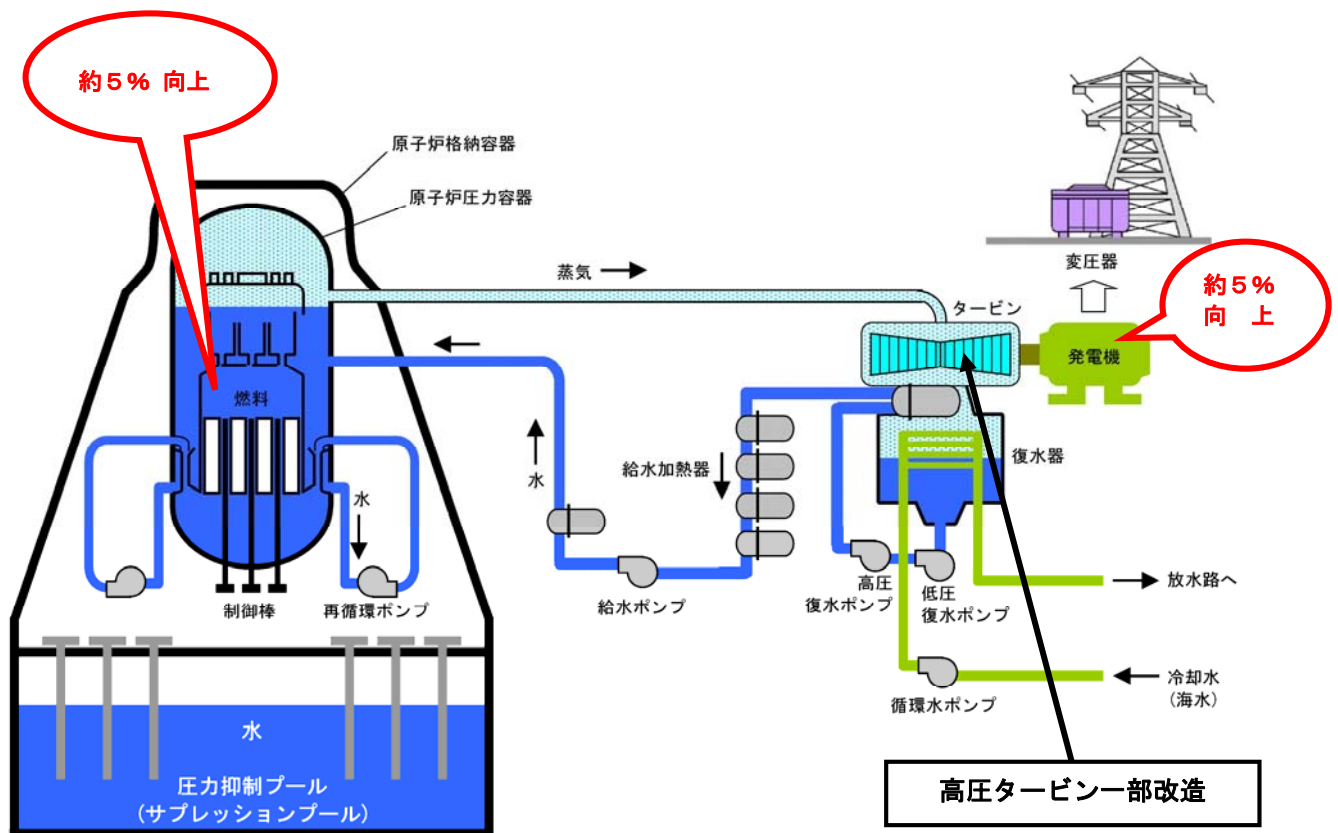 約5% 向上
原子炉格納容器
原子炉圧力容器
蒸気
タービン
変圧器
約5%
向 上
発電機
燃料
水
給水加熱器
復水器
水
制御棒
再循環ポンプ
給水ポンプ
高圧
復水ポンプ
低圧
復水ポンプ
放水路へ
循環水ポンプ
冷却水
(海水)
水
圧力抑制プール
(サプレッションプール)
高圧タービン一部改造